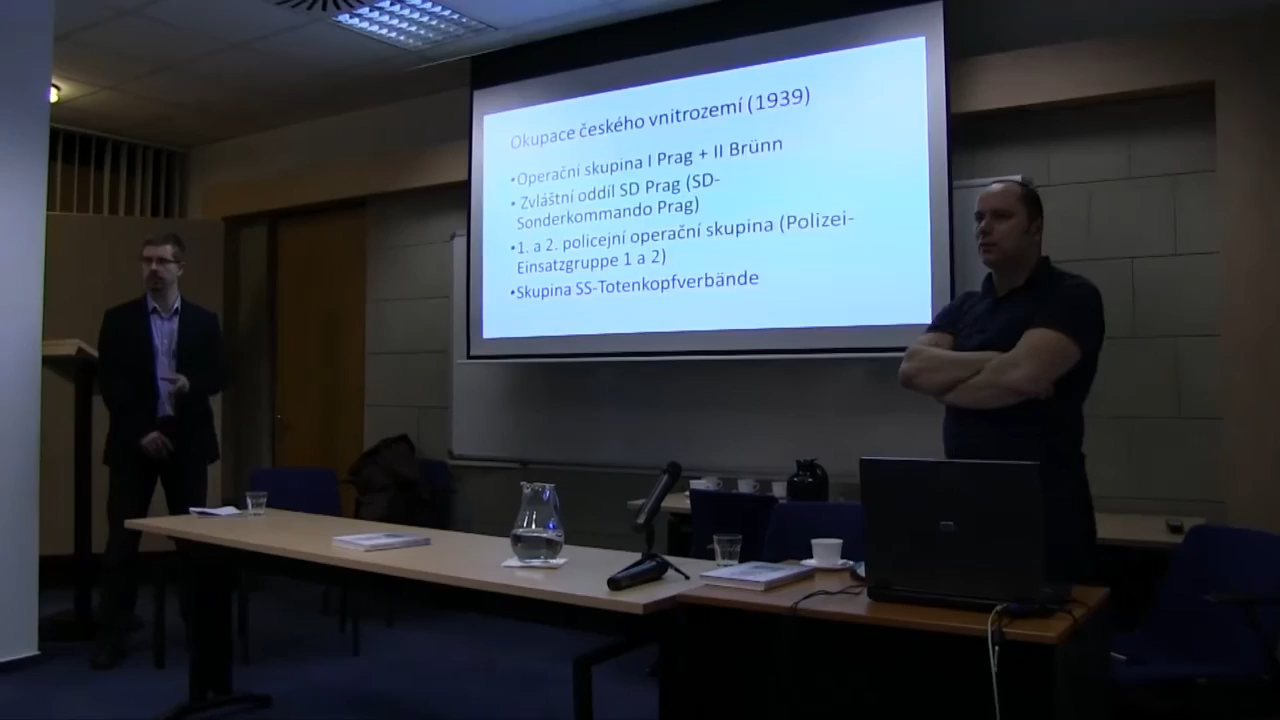 Okupace českého vnitrozemí (1939)
•Operační skupina I Prag + II Brünn
• Zvláštní oddíl SD Prag (SD-
Sonderkommando Prag)
•1. a 2. policejní operační skupina (Polizei-
Einsatzgruppe 1 a 2)
•Skupina SS-Totenkopfverbände